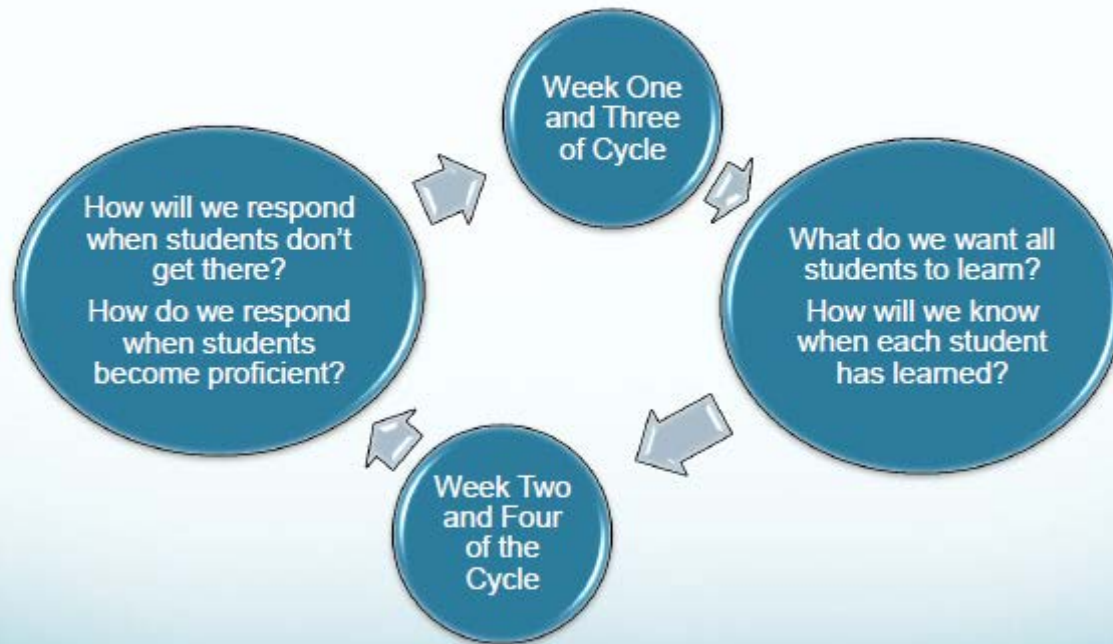 Week One
and Three
of Cycle
What do we want all
students to learn?
How will we know
when each student
has learned?
Week Two
and Four
of the
Cycle
How will we respond
when students don’t
get there?
How do we respond
when students
become proficient?